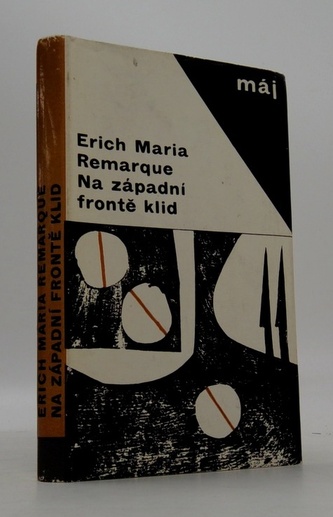 máj
Erich Maria
Remarque
Na západní
frontě klid
ERICH MARIA REMARQUE
NA ZÁPADNÍ FRONTĚ KLID